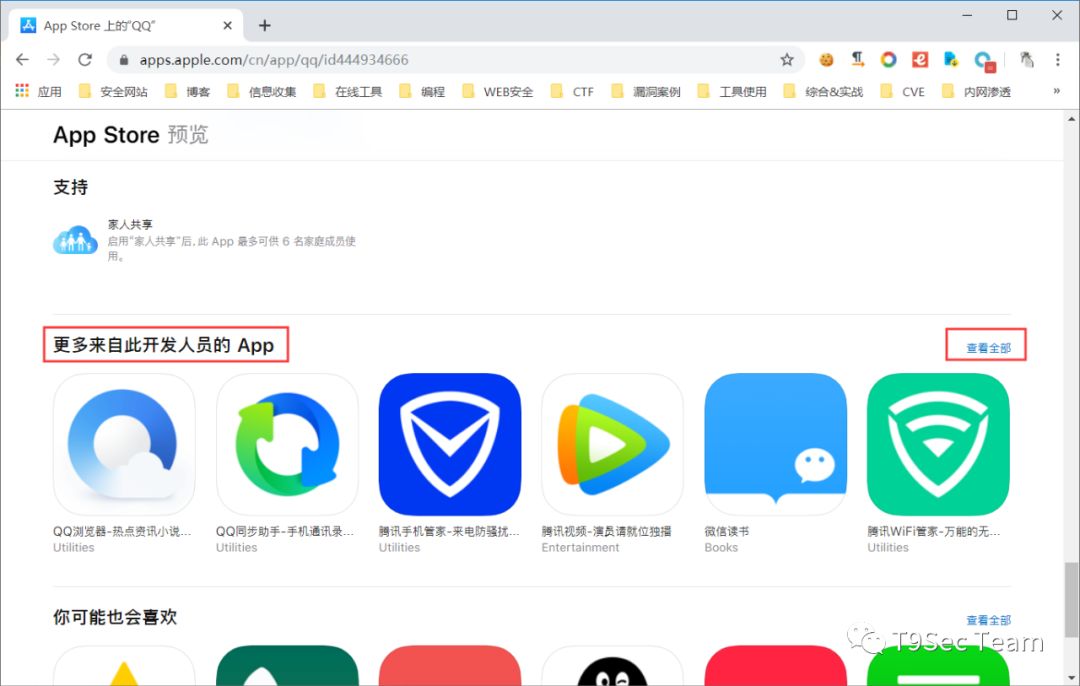 App Store 上的"QQ"
apps.apple.com/cn/app/qq/id444934666
应用 安全网站 博客 信息收集 在线工具 编程 WEB安全 CTF 漏洞案例 工具使用 综合&实战 CVE 内网渗透 »
App Store 预览
支持
家人共享
启用“家人共享”后,此 App 最多可供 6 名家庭成员使
用。
更多来自此开发人员的 App
查看全部
QQ浏览器-热点资讯小说... QQ同步助手-手机通讯录... 腾讯手机管家-来电防骚扰... 腾讯视频-演员请就位独播 微信读书 腾讯WiFi管家-万能的无...
Utilities Utilities Utilities Entertainment Books Utilities
你可能也会喜欢
查看全部
T9Sec Team